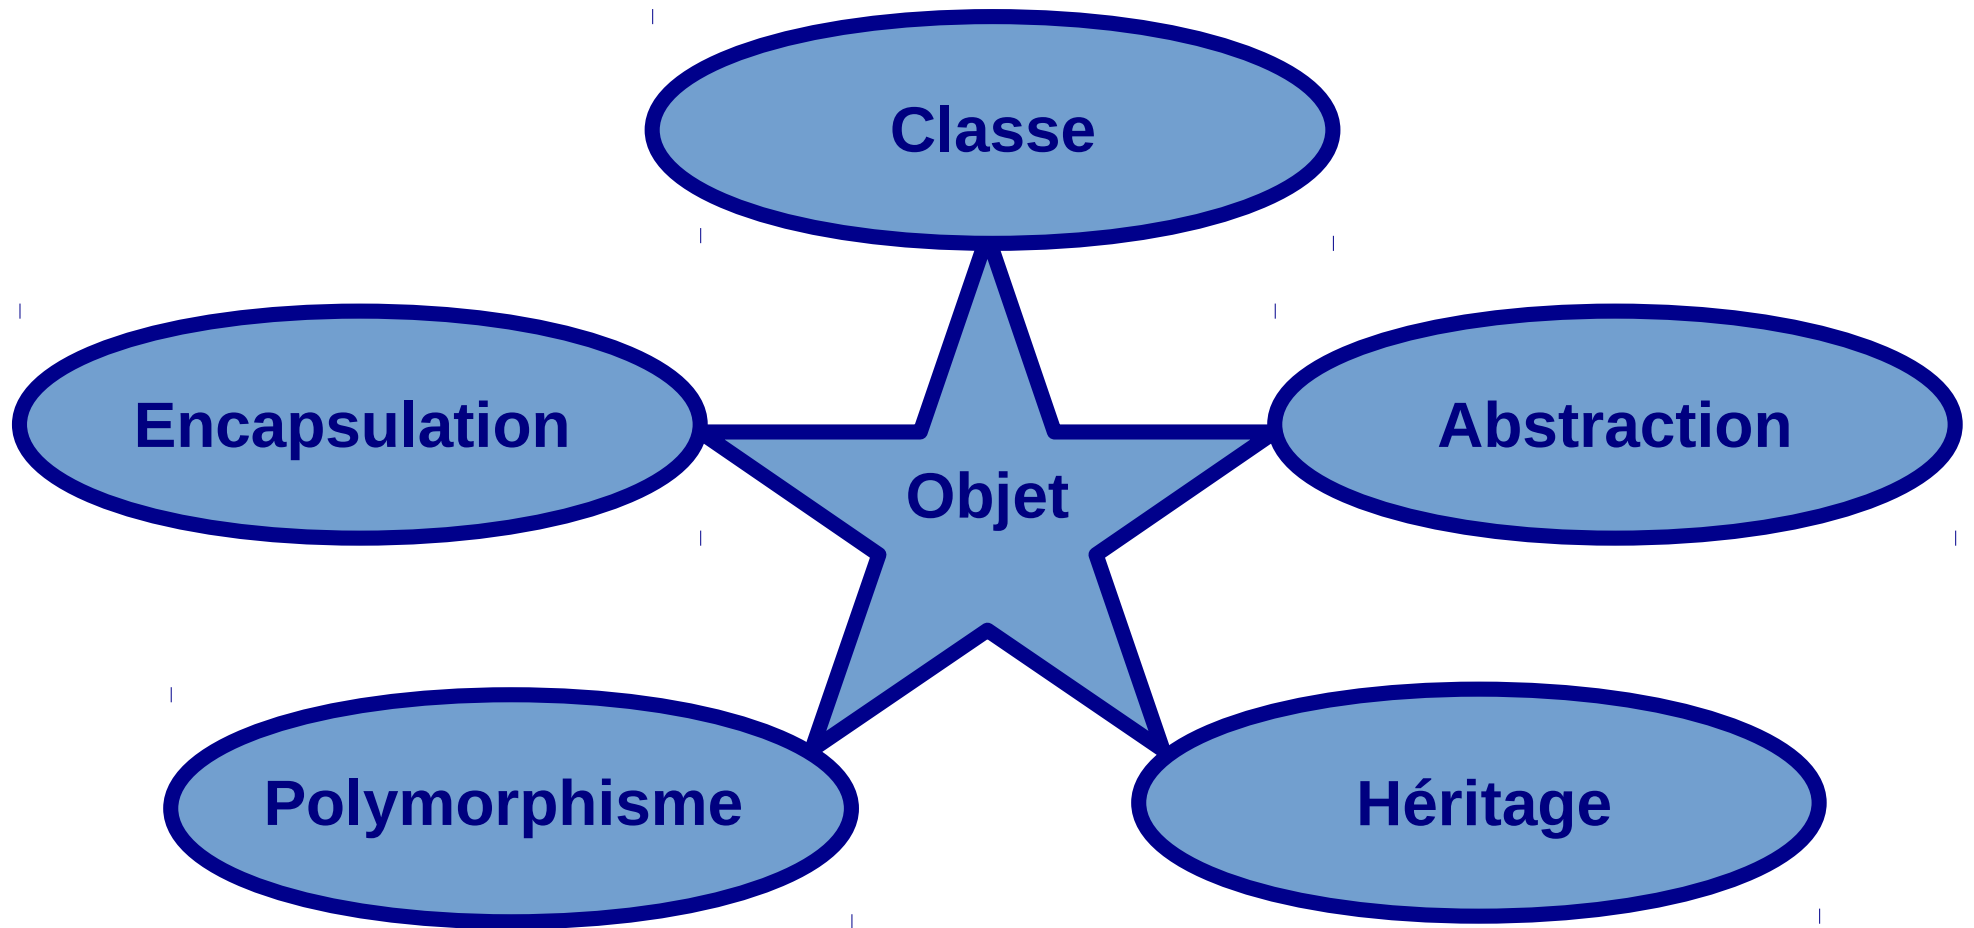 Classe
Encapsulation
Abstraction
Objet
Polymorphisme
Héritage